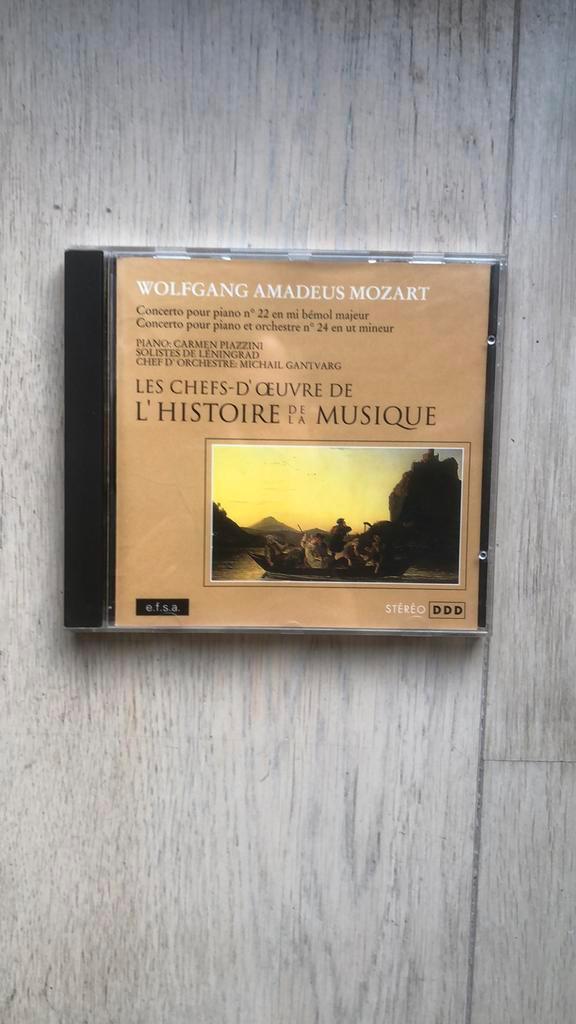 WOLFGANG AMADEUS MOZART
Concerto pour piano n° 22 en mi bémol majeur
Concerto pour piano et orchestre n° 24 en ut mineur
PIANO: CARMEN PIAZZINI
SOLISTES DE LÉNINGRAD
CHEF D'ORCHESTRE: MICHAIL GANTVARG
LES CHEFS-D'ŒUVRE DE
L'HISTOIRE DE LA MUSIQUE
e.f.s.a.
STÉRÉO DDD